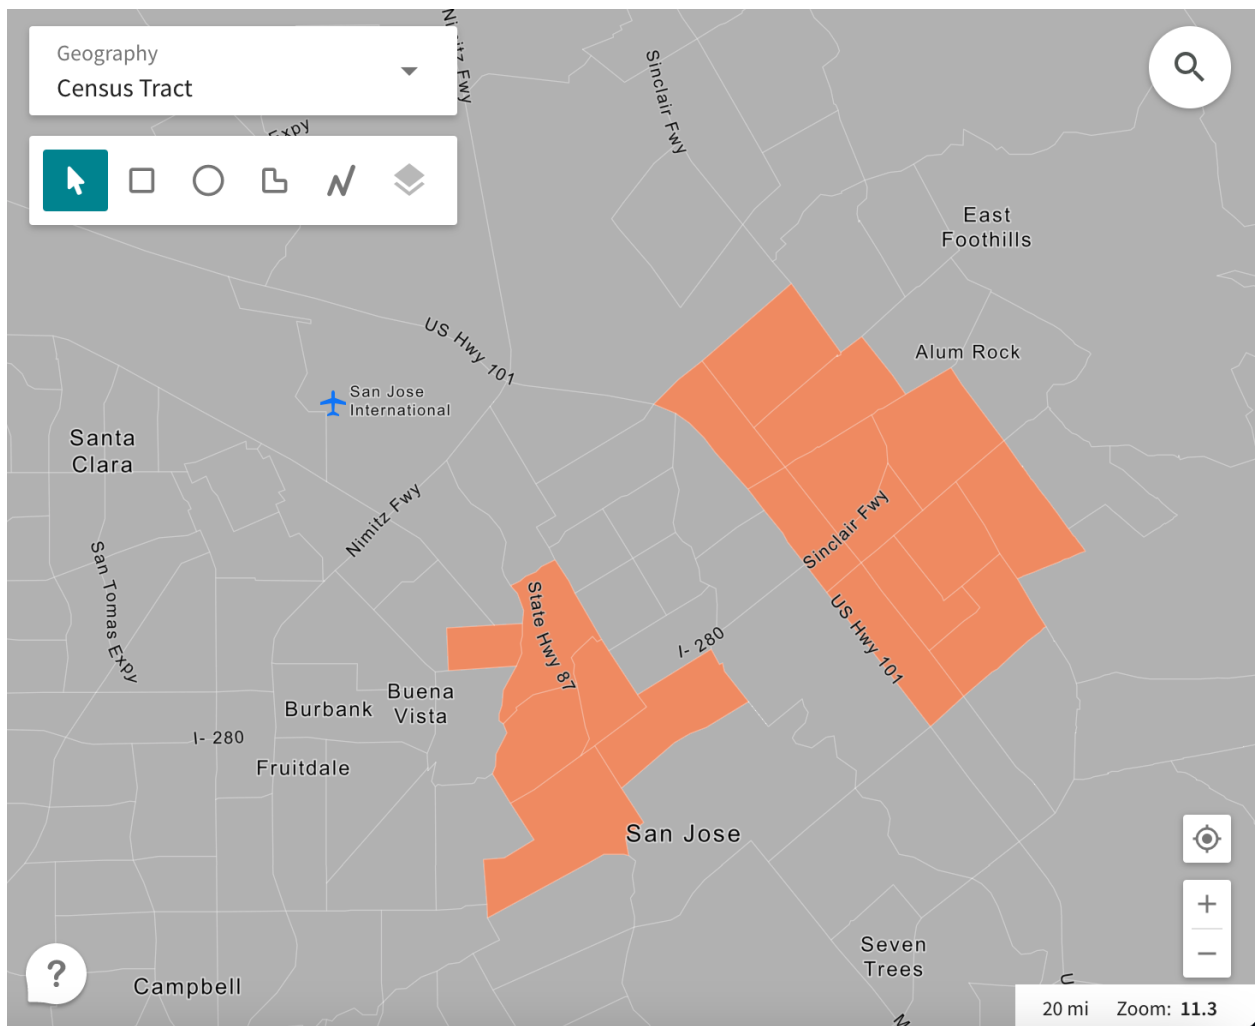 Geography
Census Tract
Nimitz Fwy
Expy
Sinclair Fwy
East
Foothills
US Hwy 101
Alum Rock
San Jose
International
Santa
Clara
Nimitz Fwy
Sinclair Fwy
San Tomas Expy
State Hwy 87
US Hwy 101
I- 280
Buena
Vista
Burbank
I- 280
Fruitdale
San Jose
Seven
Trees
Campbell
?
U
M
20 mi Zoom: 11.3